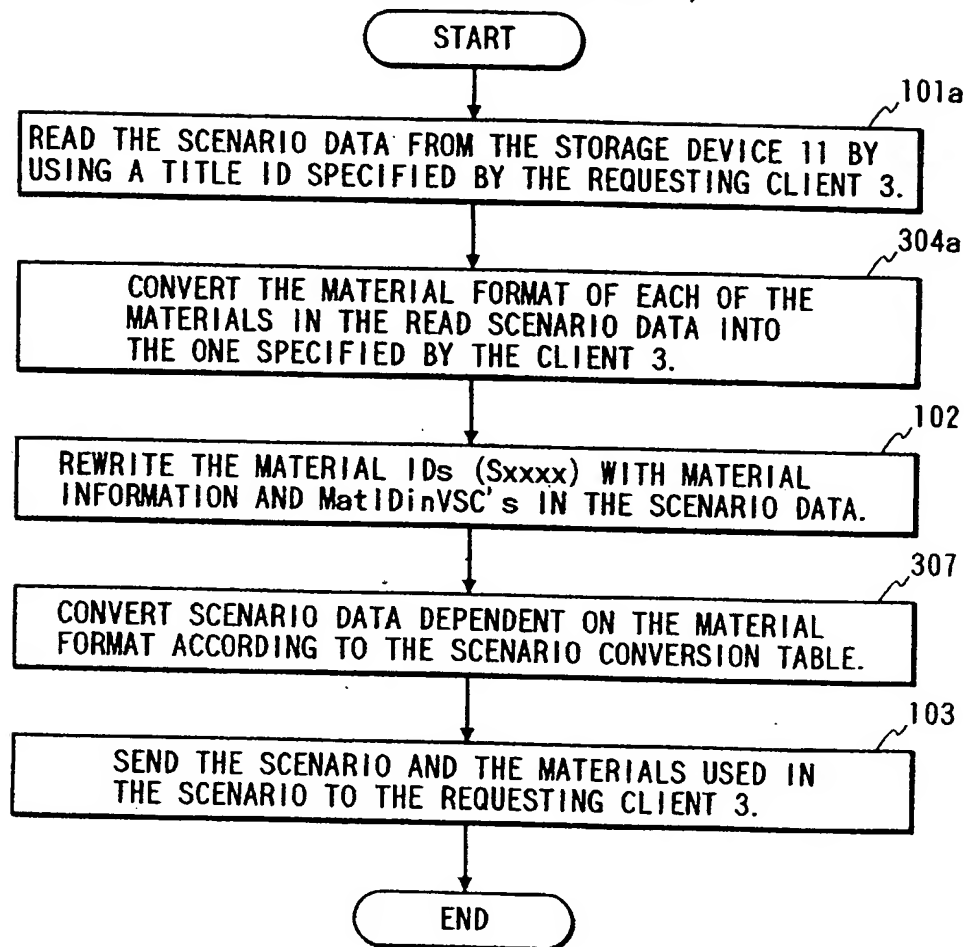 START
101a
READ THE SCENARIO DATA FROM THE STORAGE DEVICE 11 BY
USING A TITLE ID SPECIFIED BY THE REQUESTING CLIENT 3.
304a
CONVERT THE MATERIAL FORMAT OF EACH OF THE
MATERIALS IN THE READ SCENARIO DATA INTO
THE ONE SPECIFIED BY THE CLIENT 3.
102
REWRITE THE MATERIAL IDs (Sxxxx) WITH MATERIAL
INFORMATION AND MatIDinVSC's IN THE SCENARIO DATA.
307
CONVERT SCENARIO DATA DEPENDENT ON THE MATERIAL
FORMAT ACCORDING TO THE SCENARIO CONVERSION TABLE.
103
SEND THE SCENARIO AND THE MATERIALS USED IN
THE SCENARIO TO THE REQUESTING CLIENT 3.
END